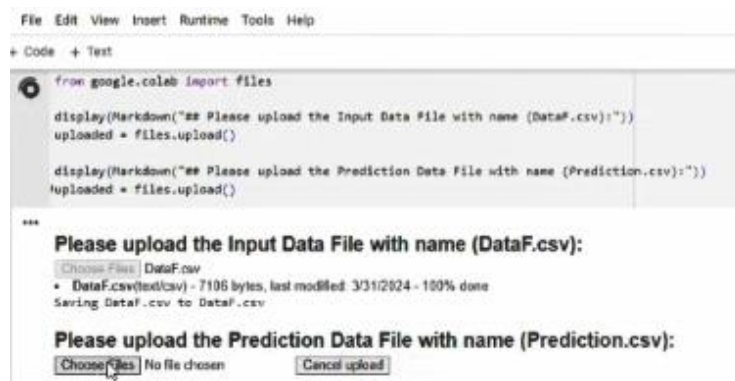 File Edit View Insert Runtime Tools Help
+ Code + Text
from google.colab import files
display(Markdown("## Please upload the Input Data File with name (DataF.csv):"))
uploaded = files.upload()
display(Markdown("## Please upload the Prediction Data File with name (Prediction.csv):"))
uploaded = files.upload()
Please upload the Input Data File with name (DataF.csv):
Choose Files DataF.csv
• DataF.csv(text/csv) - 7106 bytes, last modified: 3/31/2024 - 100% done
Saving DataF.csv to DataF.csv
Please upload the Prediction Data File with name (Prediction.csv):
Choose Files No file chosen Cancel upload